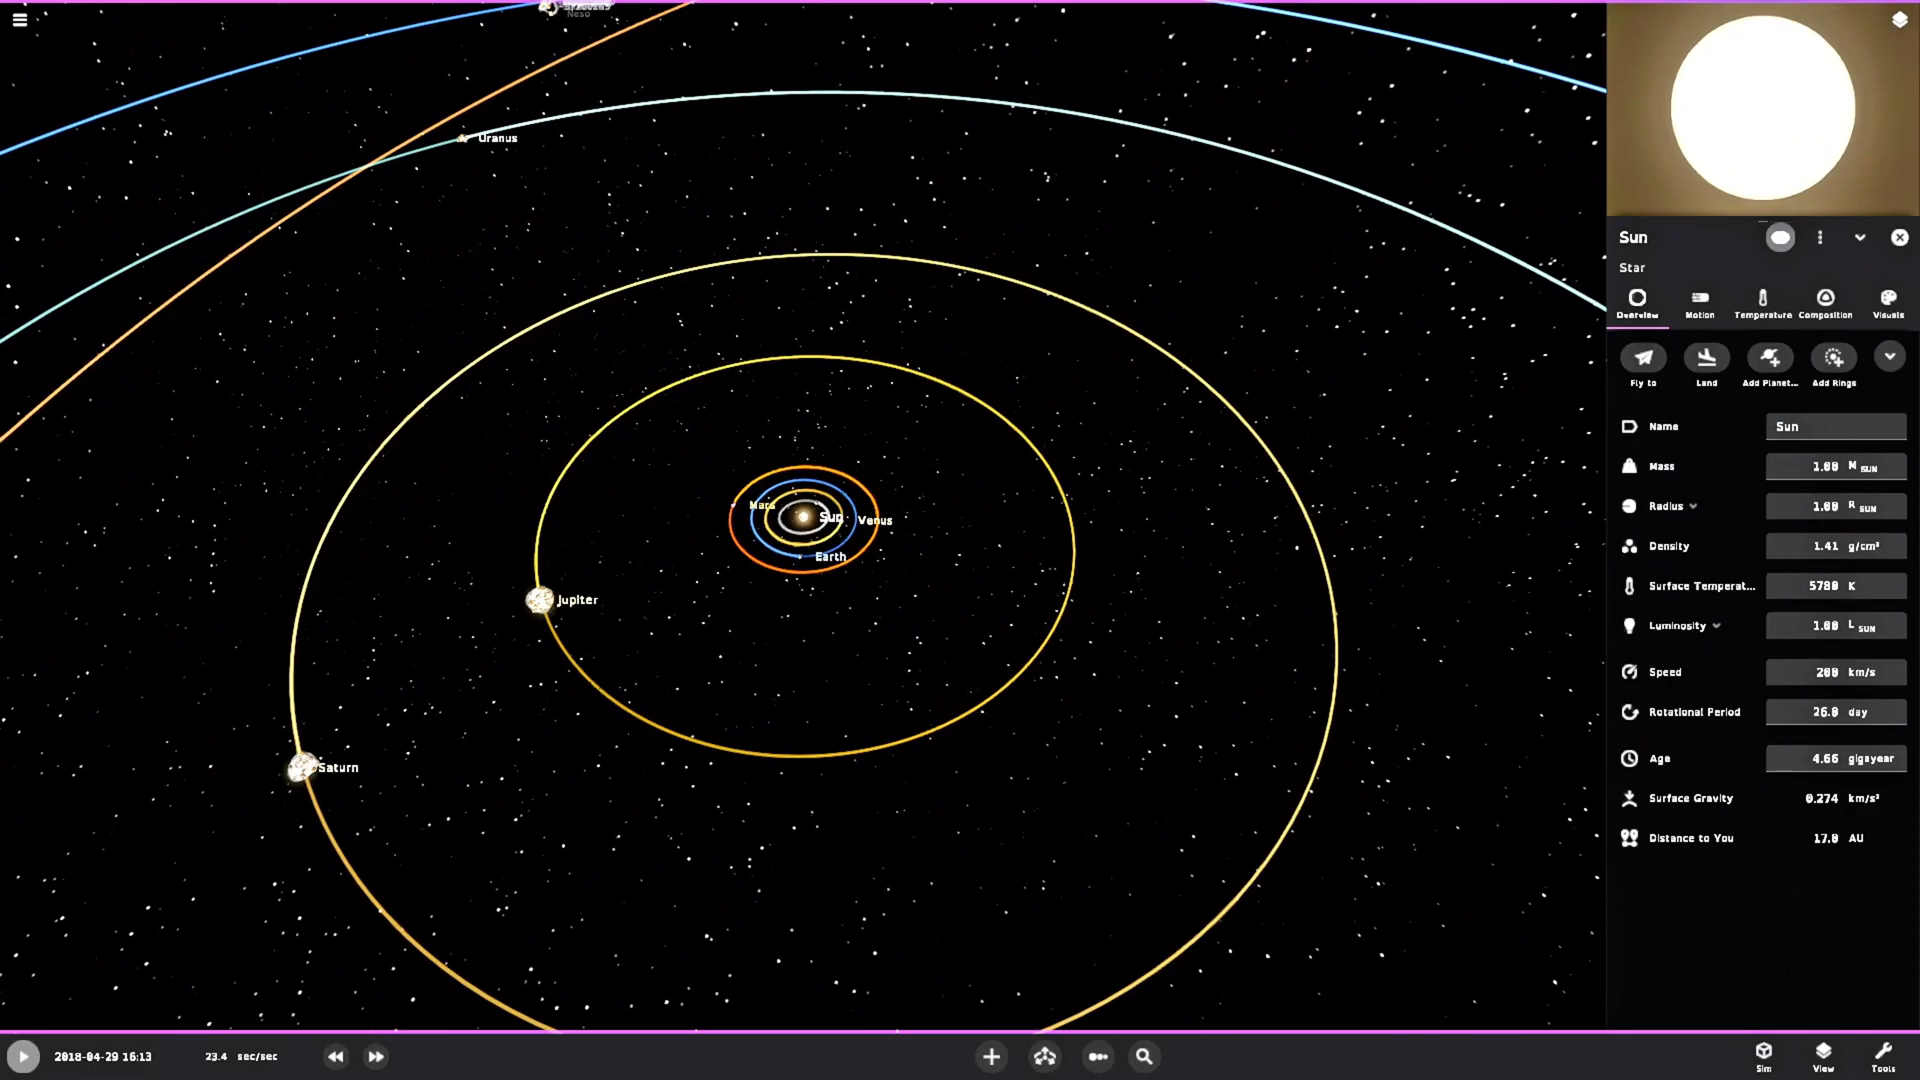 Neso
Uranus
Mars
Sun
Venus
Earth
Jupiter
Saturn
Sun
Star
Overview
Motion
Temperature
Composition
Visuals
Fly to
Land
Add Planet...
Add Rings
Name Sun
Mass 1.00 M SUN
Radius 1.00 R SUN
Density 1.41 g/cm³
Surface Temperat... 5780 K
Luminosity 1.00 L SUN
Speed 200 km/s
Rotational Period 26.0 day
Age 4.66 gigayear
Surface Gravity 0.274 km/s²
Distance to You 17.0 AU
2018-04-29 16:13 23.4 sec/sec
Sim
View
Tools